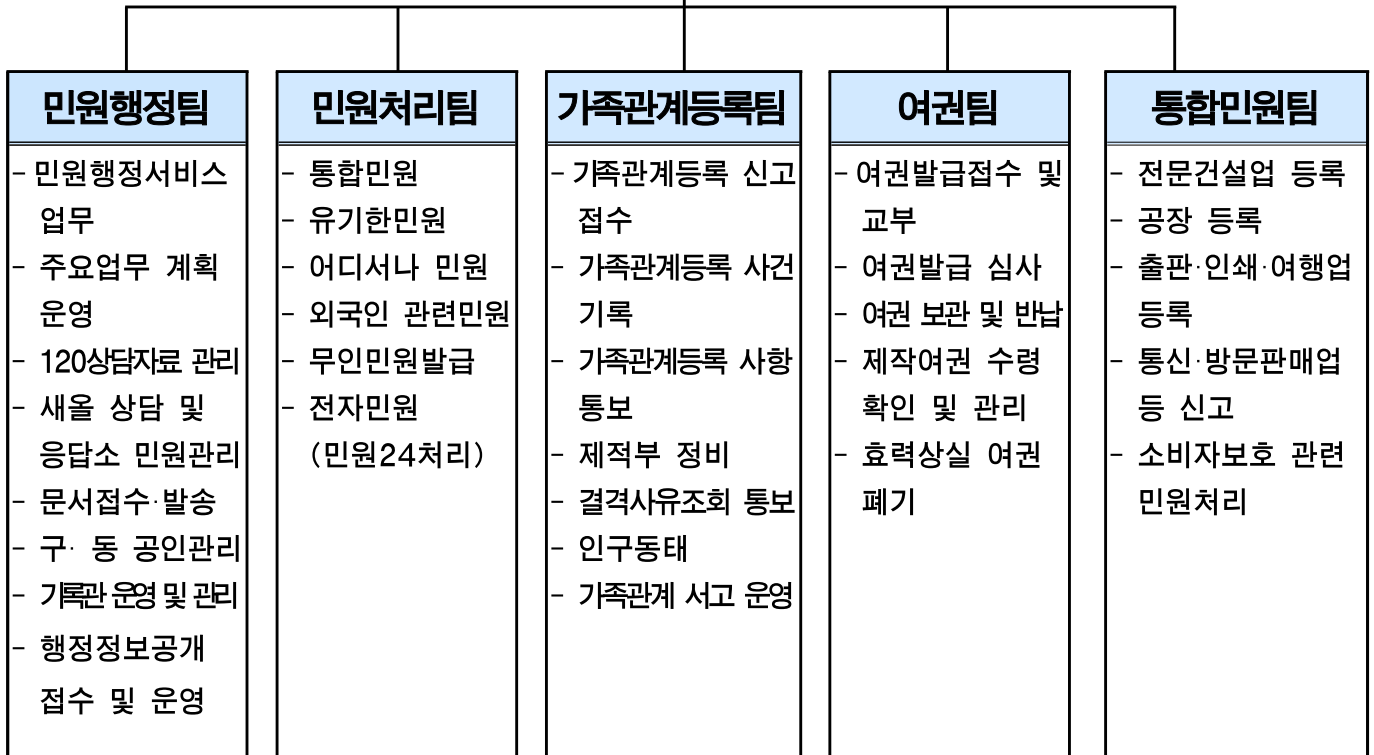 민원행정팀
- 민원행정서비스
업무
- 주요업무 계획
운영
- 120상담자료 관리
- 새올 상담 및
응답소 민원관리
- 문서접수·발송
- 구· 동 공인관리
- 기록관 운영 및 관리
- 행정정보공개
접수 및 운영
민원처리팀
- 통합민원
- 유기한민원
- 어디서나 민원
- 외국인 관련민원
- 무인민원발급
- 전자민원
(민원24처리)
가족관계등록팀
- 가족관계등록 신고
접수
- 가족관계등록 사건
기록
- 가족관계등록 사항
통보
- 제적부 정비
- 결격사유조회 통보
- 인구동태
- 가족관계 서고 운영
여권팀
- 여권발급접수 및
교부
- 여권발급 심사
- 여권 보관 및 반납
- 제작여권 수령
확인 및 관리
- 효력상실 여권
폐기
통합민원팀
- 전문건설업 등록
- 공장 등록
- 출판·인쇄·여행업
등록
- 통신·방문판매업
등 신고
- 소비자보호 관련
민원처리